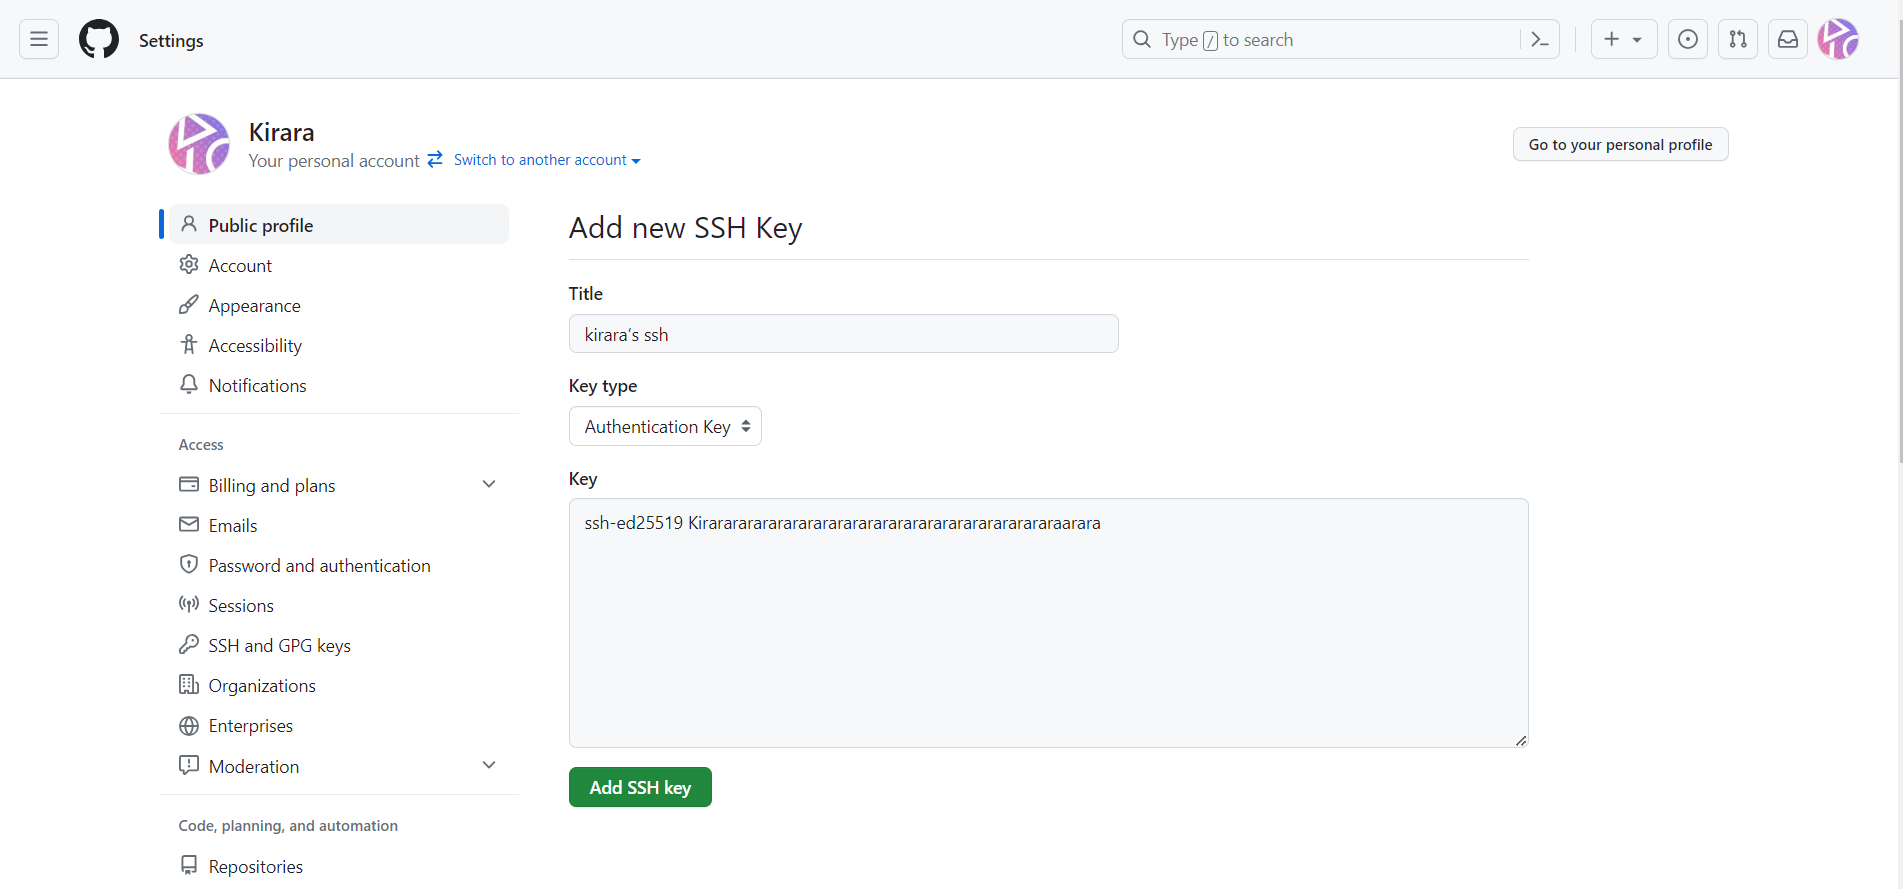 Settings
Type / to search
Kirara
Your personal account Switch to another account
Go to your personal profile
Public profile
Account
Appearance
Accessibility
Notifications
Access
Billing and plans
Emails
Password and authentication
Sessions
SSH and GPG keys
Organizations
Enterprises
Moderation
Code, planning, and automation
Repositories
Add new SSH Key
Title
kirara's ssh
Key type
Authentication Key
Key
ssh-ed25519 Kirarararararararararararararararararararararararaarara
Add SSH key